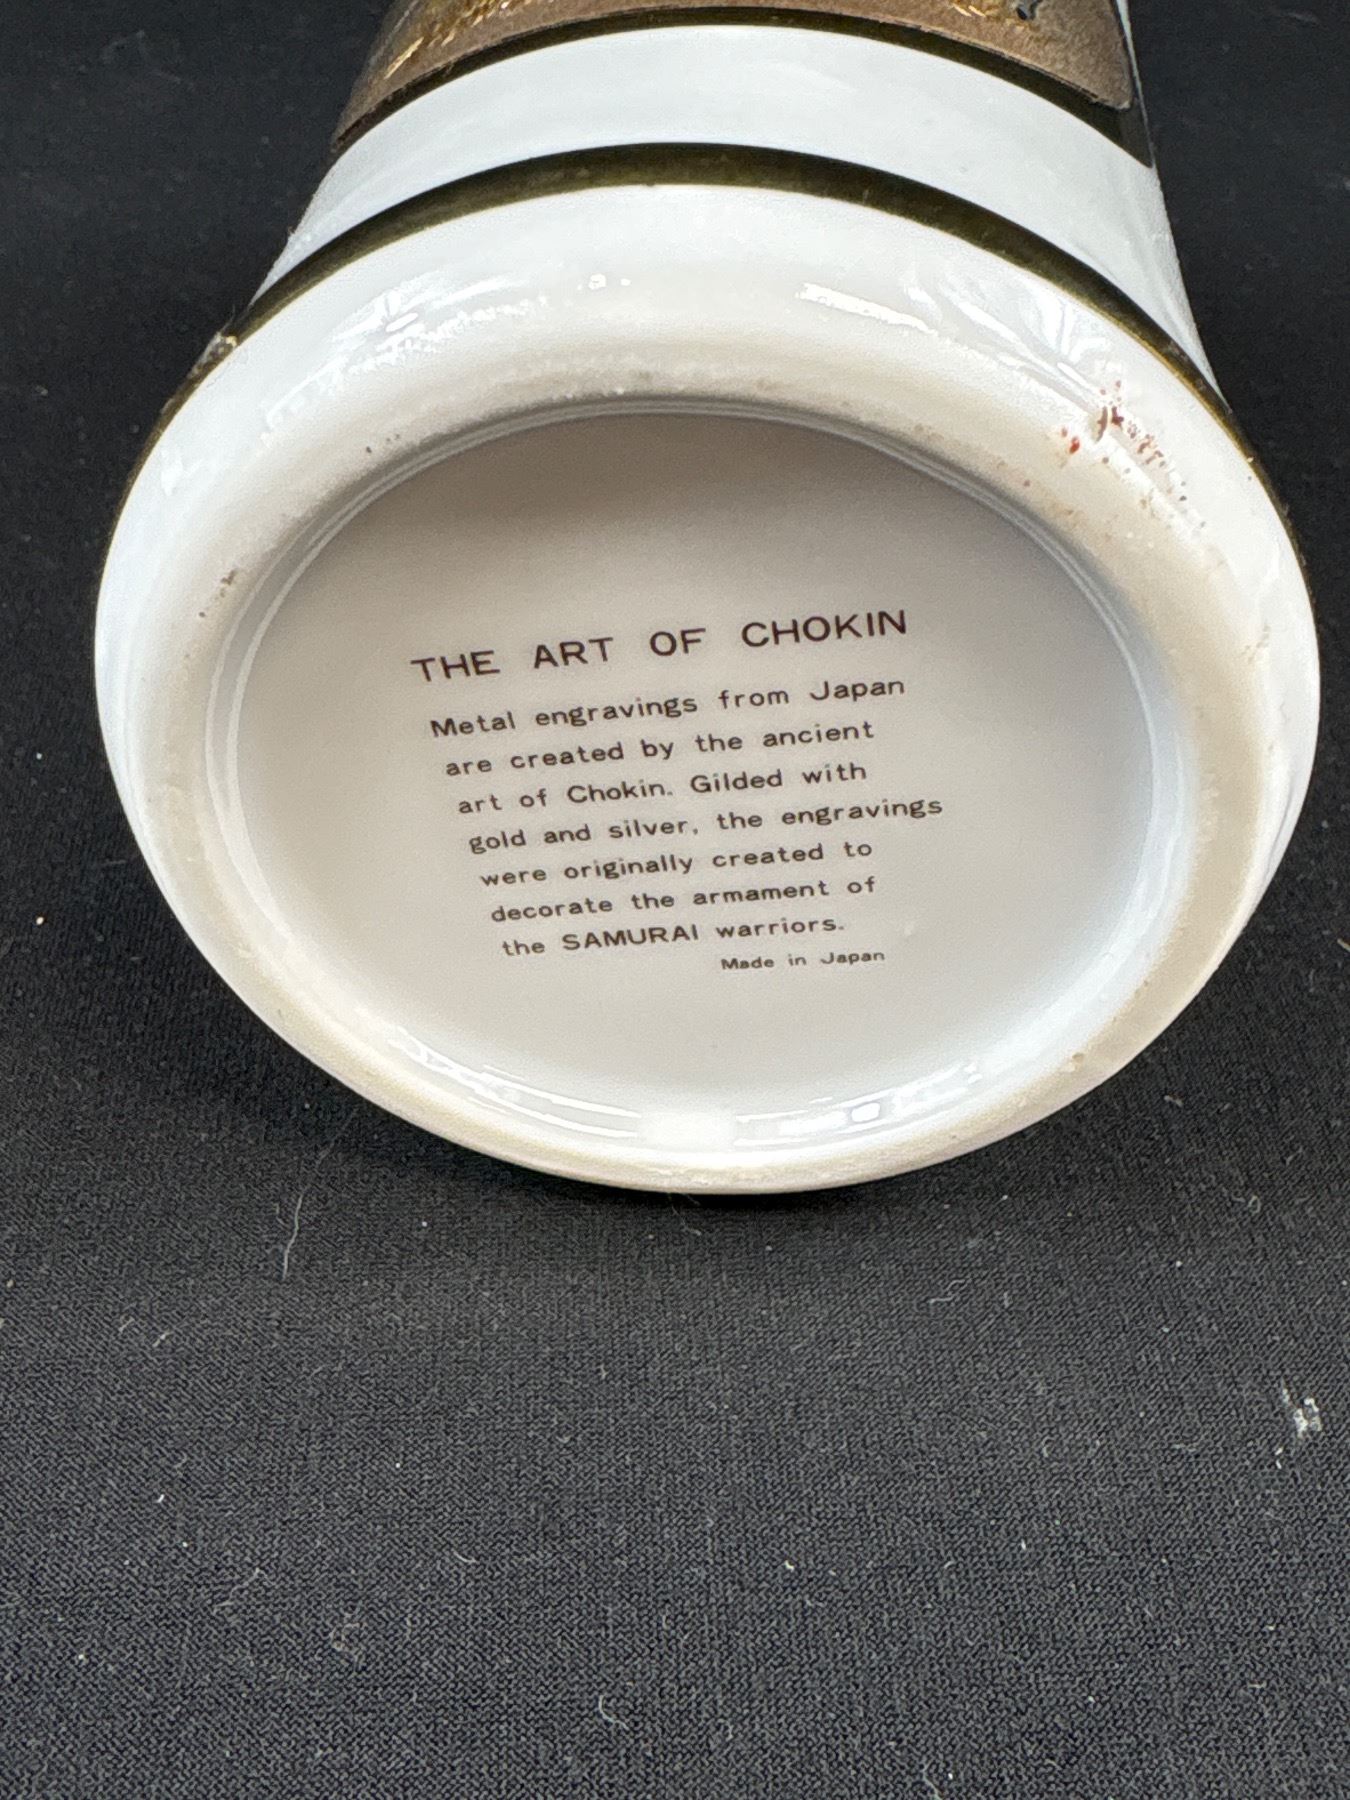 THE ART OF CHOKIN
Metal engravings from Japan
are created by the ancient
art of Chokin. Gilded with
gold and silver, the engravings
were originally created to
decorate the armament of
the SAMURAI warriors.
Made in Japan